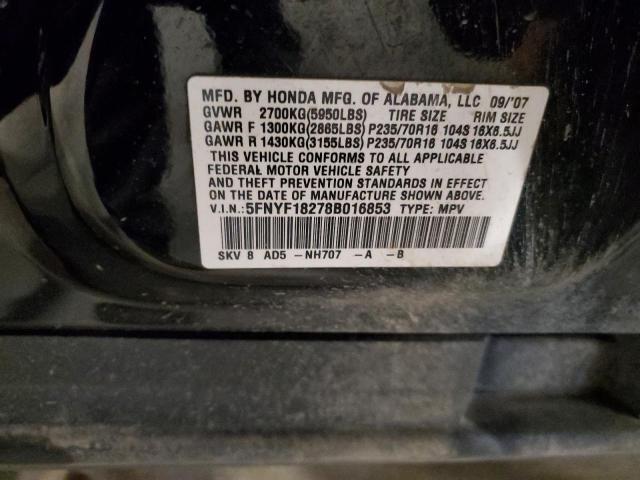 MFD. BY HONDA MFG. OF ALABAMA, LLC 09/'07
GVWR 2700KG(5950LBS) TIRE SIZE RIM SIZE
GAWR F 1300KG(2865LBS) P235/70R16 104S 16X6.5JJ
GAWR R 1430KG(3155LBS) P235/70R16 104S 16X6.5JJ
THIS VEHICLE CONFORMS TO ALL APPLICABLE
FEDERAL MOTOR VEHICLE SAFETY
AND THEFT PREVENTION STANDARDS IN EFFECT
ON THE DATE OF MANUFACTURE SHOWN ABOVE.
V.I.N.: 5FNYF18278B016853 TYPE: MPV
SKV 8 AD5 -NH707 -A -B